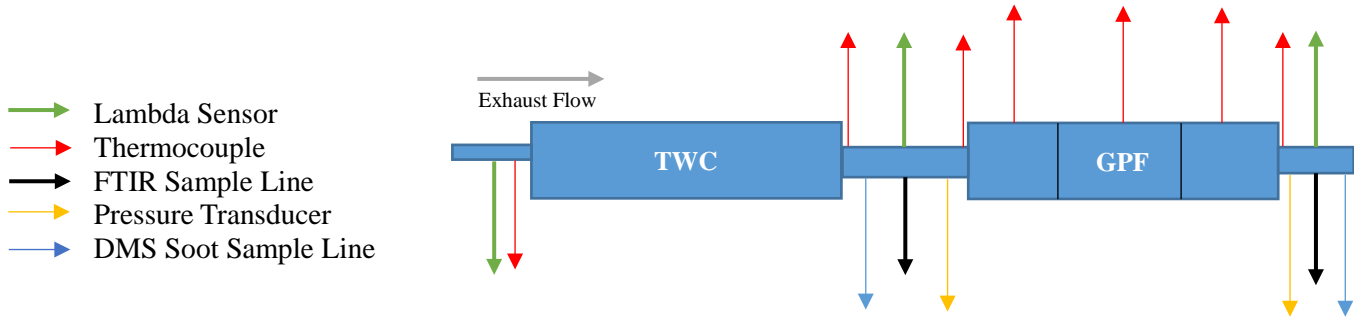 Exhaust Flow
Lambda Sensor
Thermocouple
FTIR Sample Line
Pressure Transducer
DMS Soot Sample Line
TWC
GPF